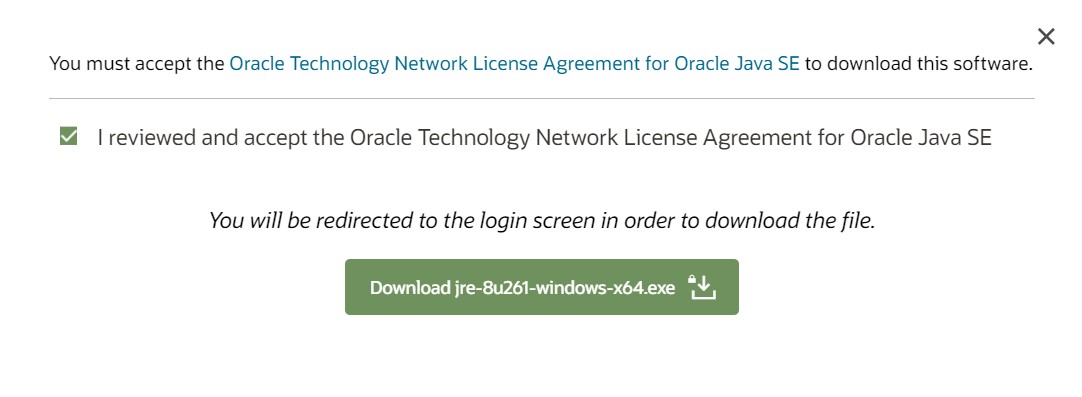 You must accept the Oracle Technology Network License Agreement for Oracle Java SE to download this software.
I reviewed and accept the Oracle Technology Network License Agreement for Oracle Java SE
You will be redirected to the login screen in order to download the file.
Download jre-8u261-windows-x64.exe